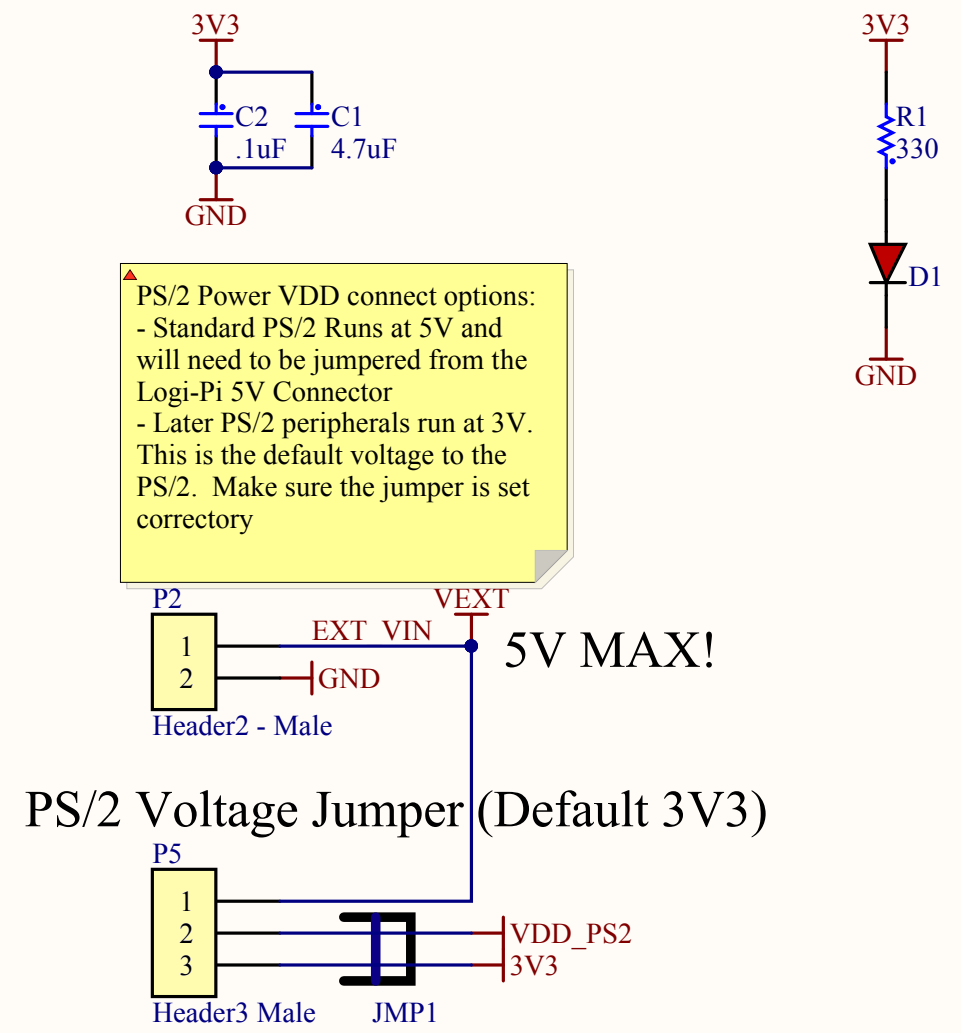 3V3
C2
.1uF
C1
4.7uF
GND
3V3
R1
330
D1
GND
PS/2 Power VDD connect options:
- Standard PS/2 Runs at 5V and
will need to be jumpered from the
Logi-Pi 5V Connector
- Later PS/2 peripherals run at 3V.
This is the default voltage to the
PS/2.  Make sure the jumper is set
correctory
P2
VEXT
1
EXT_VIN
5V MAX!
2
GND
Header2 - Male
PS/2 Voltage Jumper (Default 3V3)
P5
1
2
VDD_PS2
3
3V3
Header3 Male
JMP1